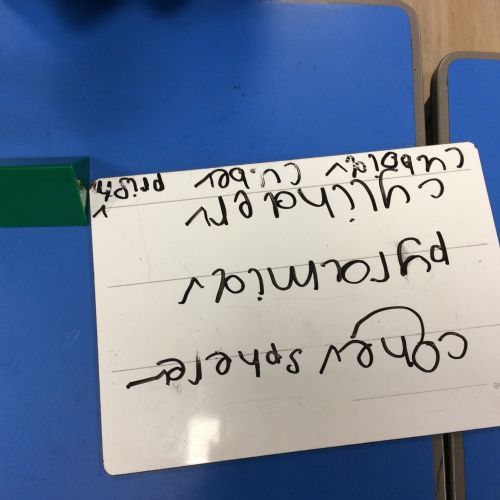 cone✓ sphere
pyramid✓
cylinder✓
cuboid✓ cube✓ prism✓